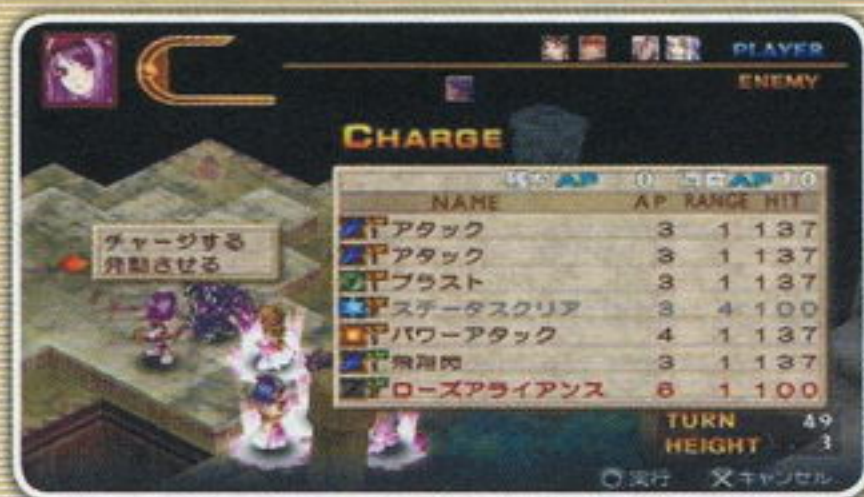 PLAYER
ENEMY
CHARGE
AP 0 AP 10
NAME AP RANGE HIT
アタック 3 1 137
アタック 3 1 137
ブラスト 3 1 137
ステータスクリア 3 4 100
パワーアタック 4 1 137
飛翔閃 3 1 137
ローズアライアンス 6 1 100
チャージする
発動させる
TURN 49
HEIGHT 3
○実行 ×キャンセル